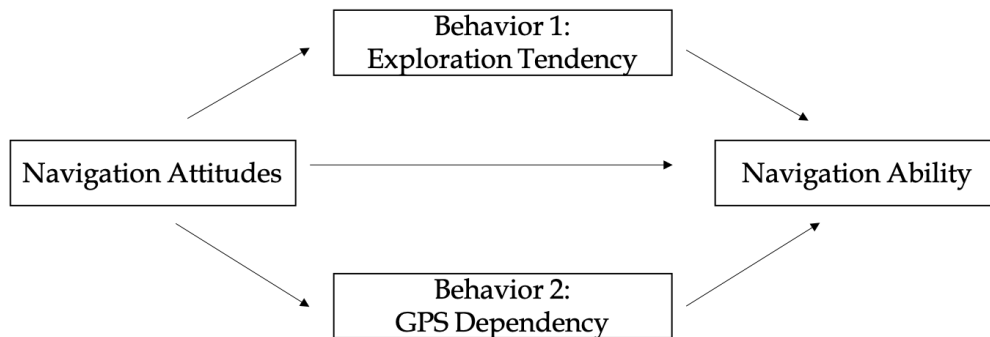 Behavior 1:
Exploration Tendency
Navigation Attitudes
Navigation Ability
Behavior 2:
GPS Dependency